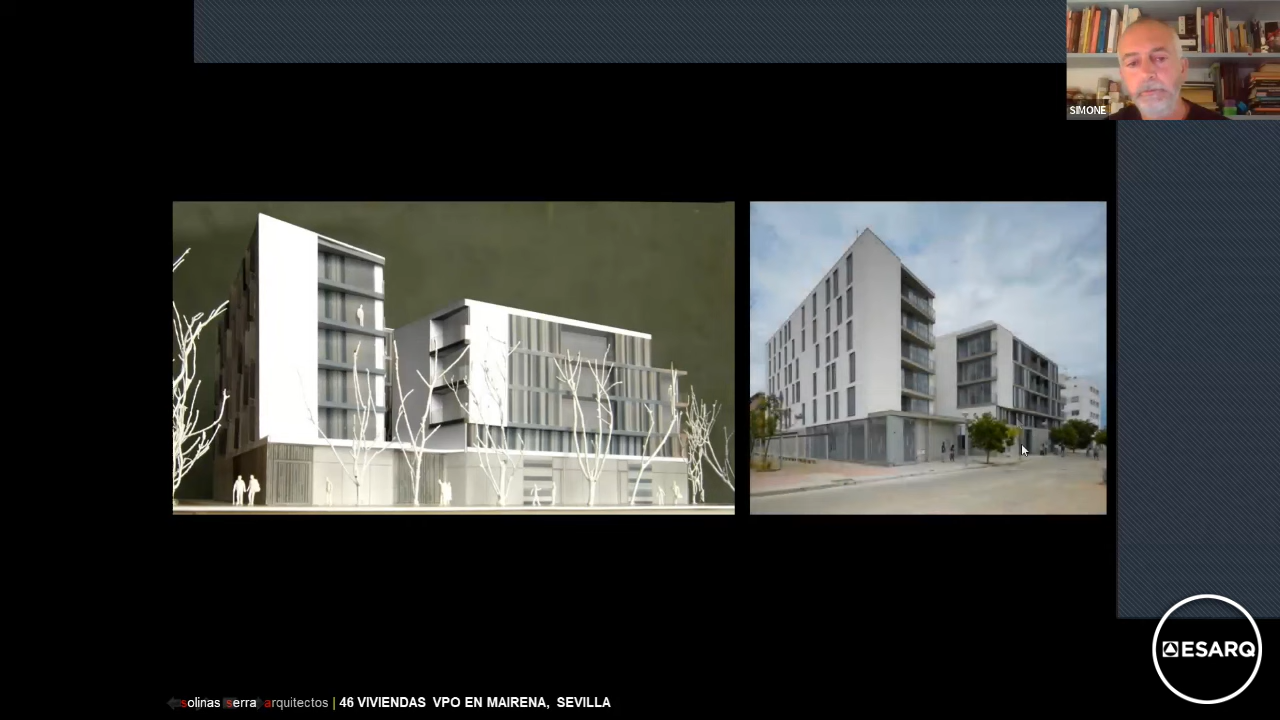 SIMONE
ESARQ
solinas serra arquitectos | 46 VIVIENDAS VPO EN MAIRENA, SEVILLA